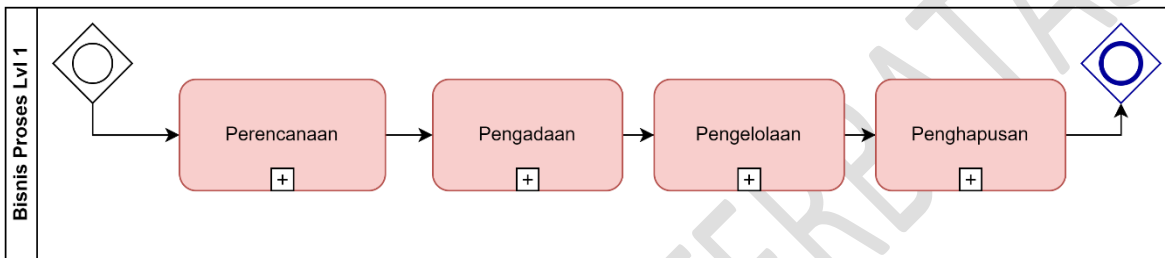 Bisnis Proses Lvl 1
Perencanaan
Pengadaan
Pengelolaan
Penghapusan